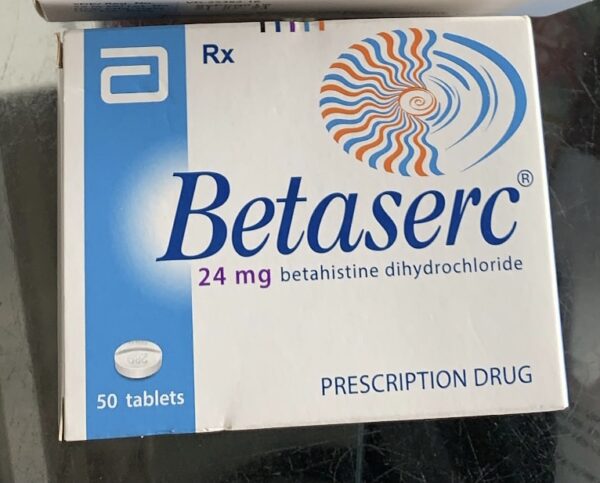 Rx
Betaserc®
24 mg betahistine dihydrochloride
50 tablets
PRESCRIPTION DRUG